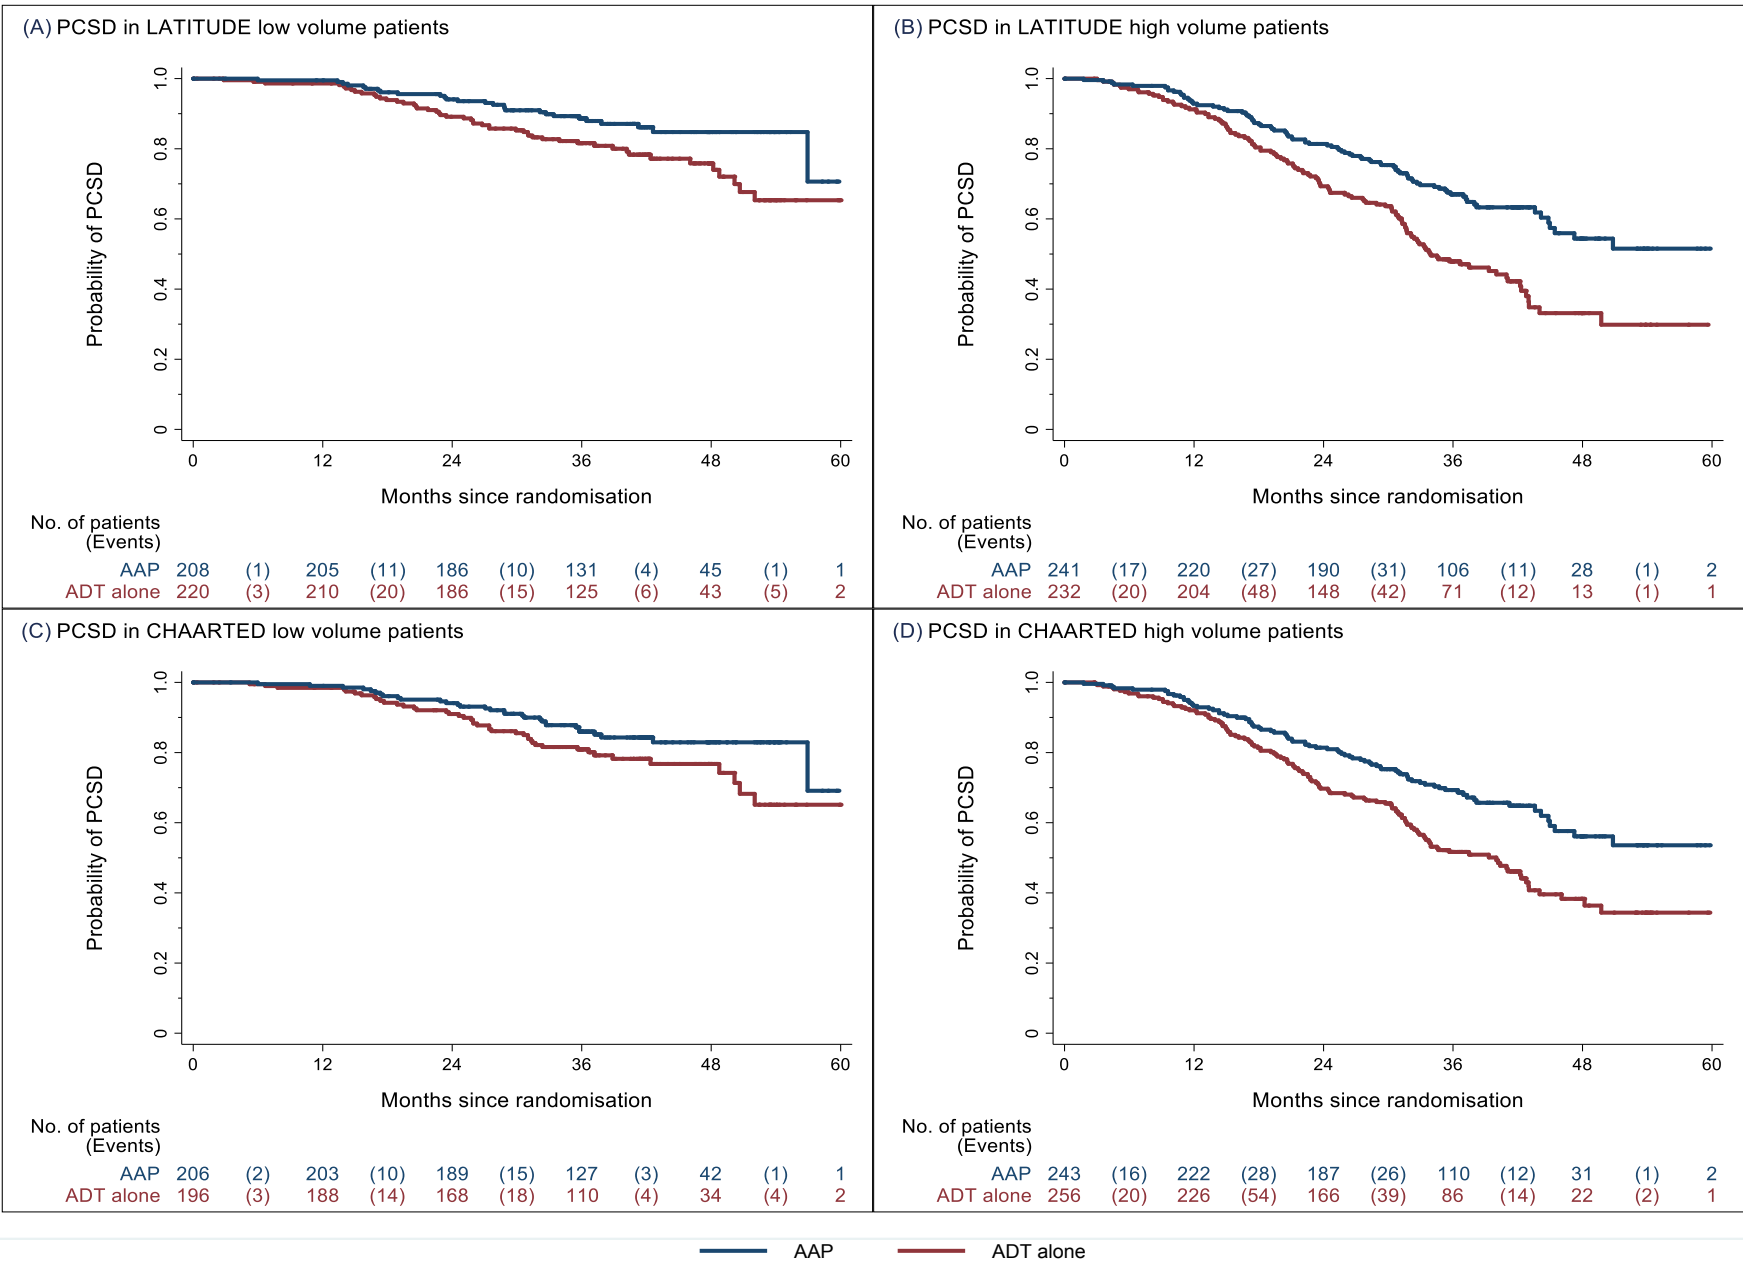 (A) PCSD in LATITUDE low volume patients
Probability of PCSD
1.0
0.8
0.6
0.4
0.2
0
0 12 24 36 48 60
Months since randomisation
No. of patients
(Events)
AAP 208 (1) 205 (11) 186 (10) 131 (4) 45 (1) 1
ADT alone 220 (3) 210 (20) 186 (15) 125 (6) 43 (5) 2
(B) PCSD in LATITUDE high volume patients
Probability of PCSD
1.0
0.8
0.6
0.4
0.2
0
0 12 24 36 48 60
Months since randomisation
No. of patients
(Events)
AAP 241 (17) 220 (27) 190 (31) 106 (11) 28 (1) 2
ADT alone 232 (20) 204 (48) 148 (42) 71 (12) 13 (1) 1
(C) PCSD in CHAARTED low volume patients
Probability of PCSD
1.0
0.8
0.6
0.4
0.2
0
0 12 24 36 48 60
Months since randomisation
No. of patients
(Events)
AAP 206 (2) 203 (10) 189 (15) 127 (3) 42 (1) 1
ADT alone 196 (3) 188 (14) 168 (18) 110 (4) 34 (4) 2
(D) PCSD in CHAARTED high volume patients
Probability of PCSD
1.0
0.8
0.6
0.4
0.2
0
0 12 24 36 48 60
Months since randomisation
No. of patients
(Events)
AAP 243 (16) 222 (28) 187 (26) 110 (12) 31 (1) 2
ADT alone 256 (20) 226 (54) 166 (39) 86 (14) 22 (2) 1
AAP ADT alone